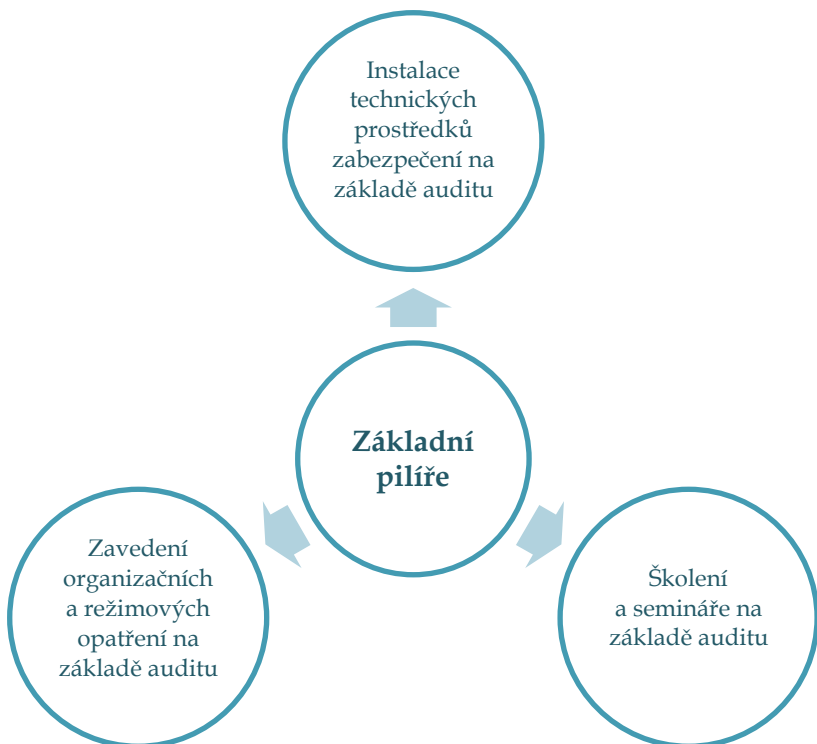 Instalace
technických
prostředků
zabezpečení na
základě auditu
Základní
pilíře
Zavedení
organizačních
a režimových
opatření na
základě auditu
Školení
a semináře na
základě auditu